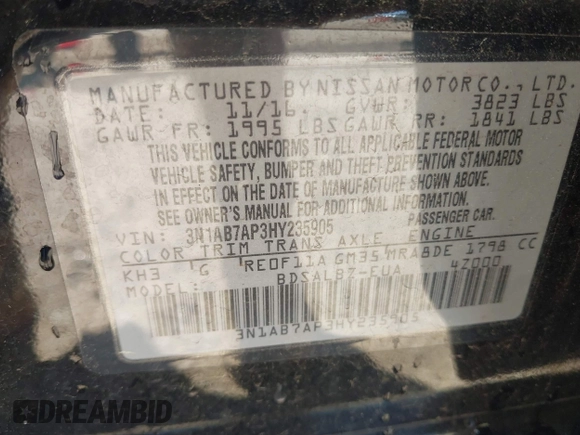 MANUFACTURED BY NISSAN MOTOR CO., LTD.
DATE: 11/16 GVWR: 3823 LBS
GAWR FR: 1995 LBS GAWR RR: 1841 LBS
THIS VEHICLE CONFORMS TO ALL APPLICABLE FEDERAL MOTOR
VEHICLE SAFETY, BUMPER AND THEFT PREVENTION STANDARDS
IN EFFECT ON THE DATE OF MANUFACTURE SHOWN ABOVE.
SEE OWNER'S MANUAL FOR ADDITIONAL INFORMATION.
VIN: 3N1AB7AP3HY235905 PASSENGER CAR.
COLOR TRIM TRANS AXLE ENGINE
KH3 G RE0F11A GM35 MRA8DE 1798 CC
BDSALB7-EUA 4Z000
3N1AB7AP3HY235905
DREAMBID